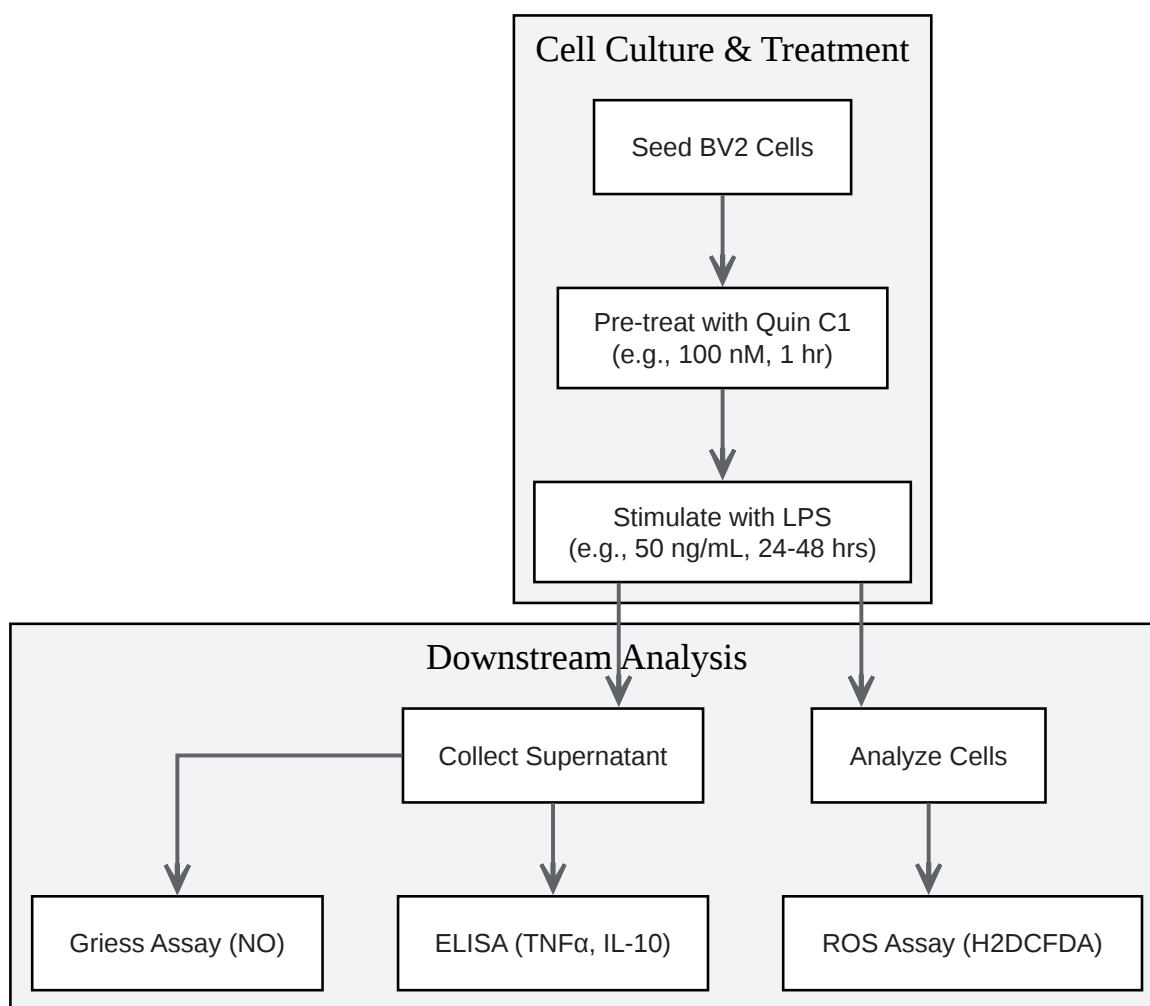 Cell Culture & Treatment
Seed BV2 Cells
Pre-treat with Quin C1
(e.g., 100 nM, 1 hr)
Stimulate with LPS
(e.g., 50 ng/mL, 24-48 hrs)
Downstream Analysis
Collect Supernatant
Analyze Cells
Griess Assay (NO)
ELISA (TNFα, IL-10)
ROS Assay (H2DCFDA)